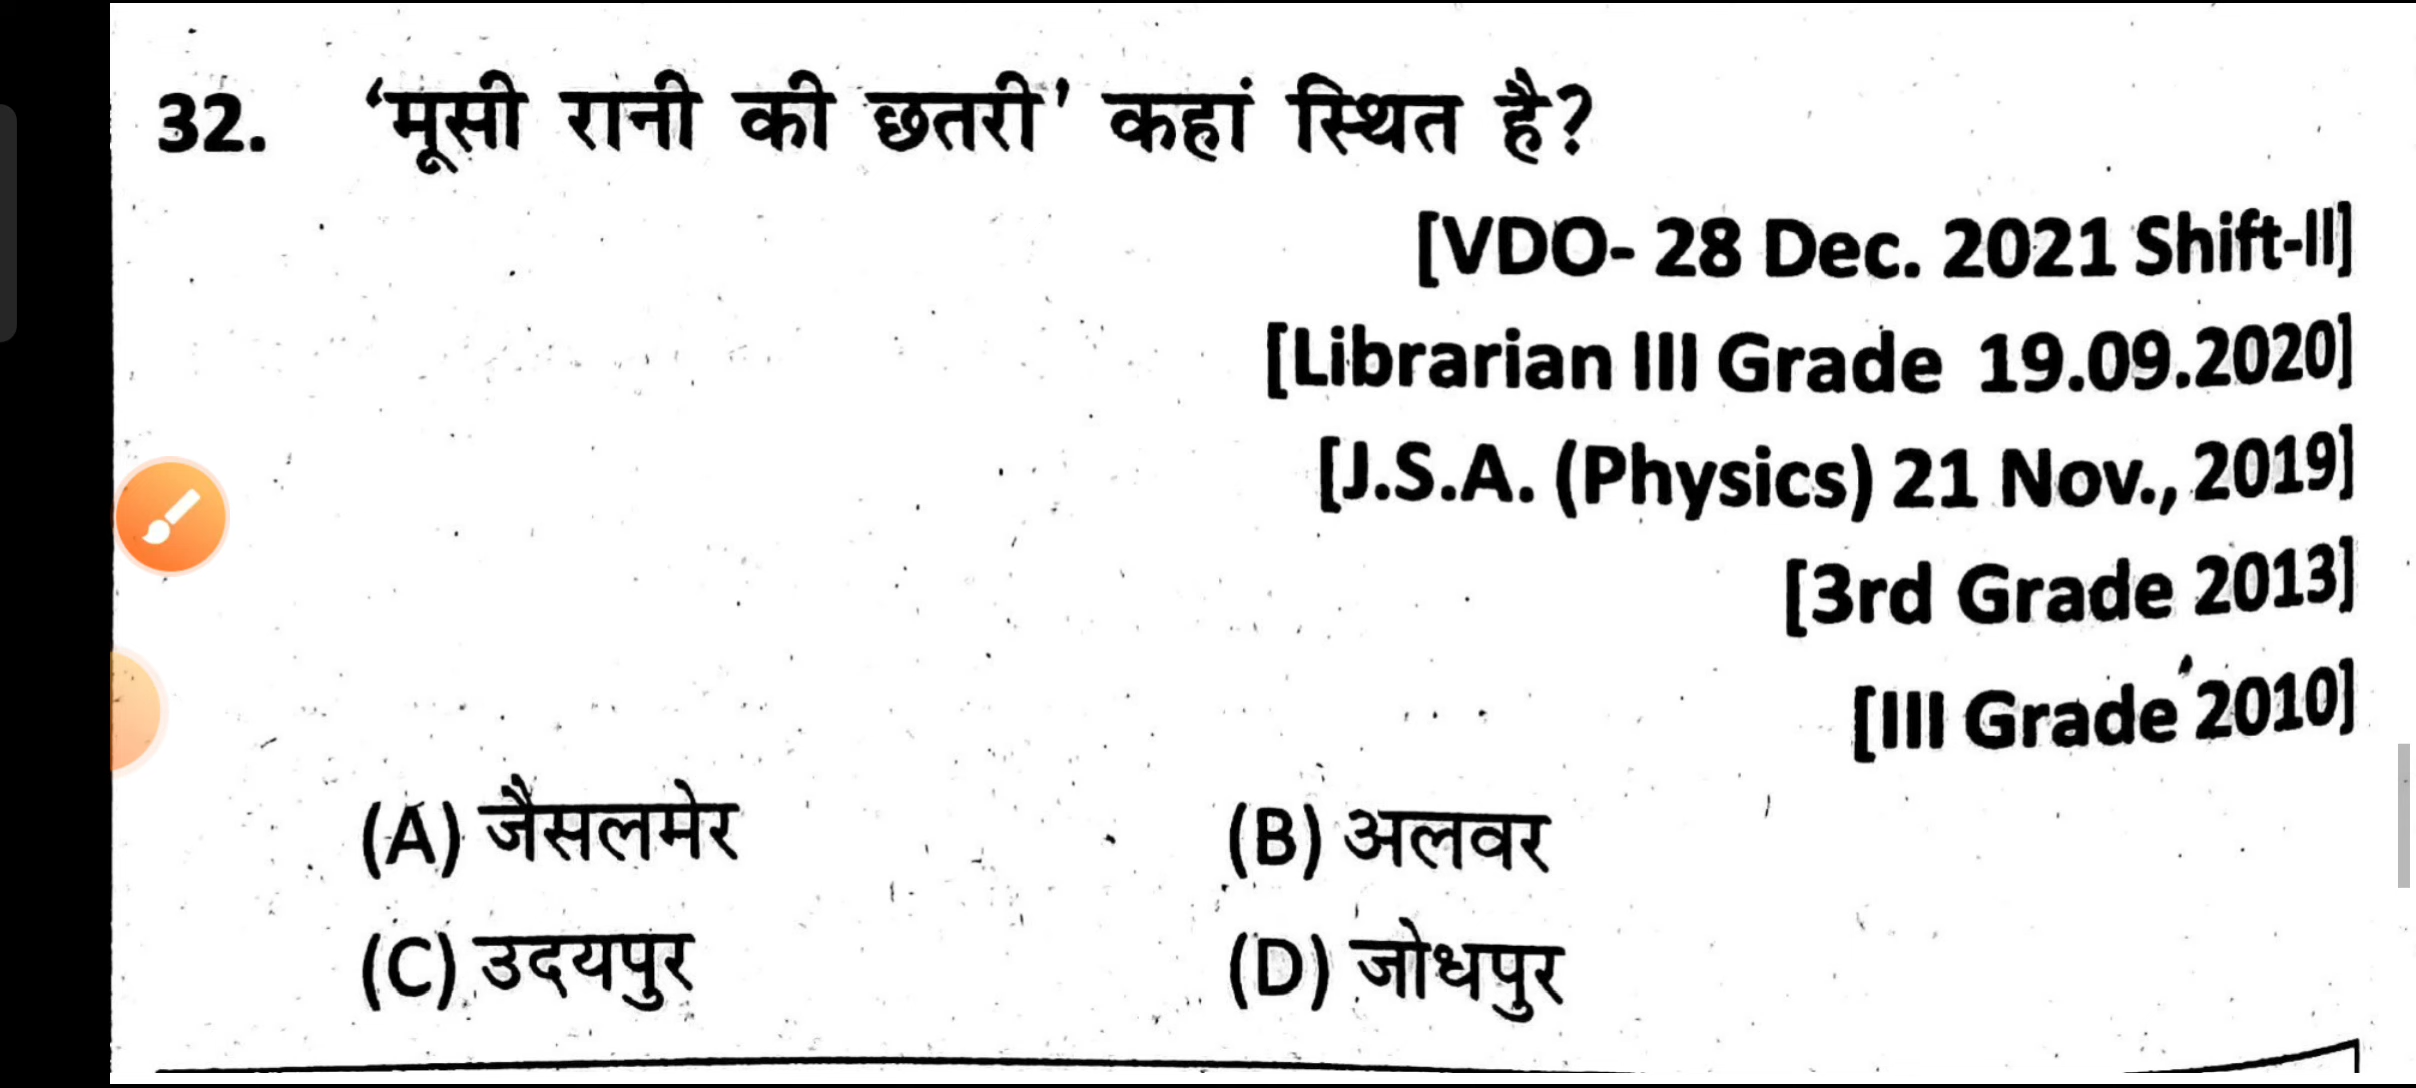 32. ‘मूसी रानी की छतरी’ कहां स्थित है?
[VDO- 28 Dec. 2021 Shift-II]
[Librarian III Grade 19.09.2020]
[J.S.A. (Physics) 21 Nov., 2019]
[3rd Grade 2013]
[III Grade 2010]
(A) जैसलमेर (B) अलवर
(C) उदयपुर (D) जोधपुर